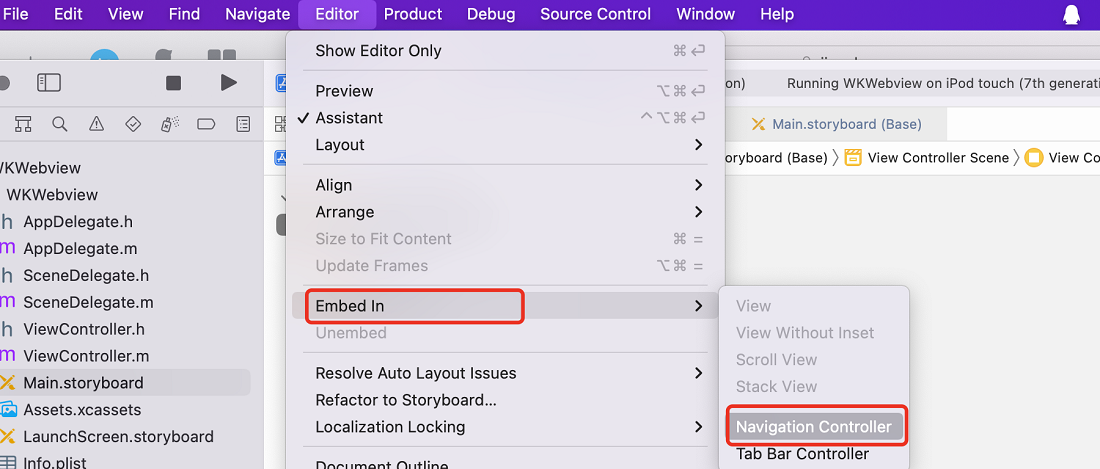 File Edit View Find Navigate Editor Product Debug Source Control Window Help
Show Editor Only ⌘ ↩
Preview ⌥⌘ ↩
✓ Assistant ^⌥⌘ ↩
Layout >
Align >
Arrange >
Size to Fit Content ⌘ =
Update Frames ⌥⌘ =
Embed In >
Unembed
Resolve Auto Layout Issues >
Refactor to Storyboard...
Localization Locking >
View
View Without Inset
Scroll View
Stack View
Navigation Controller
Tab Bar Controller
on) Running WKWebview on iPod touch (7th generati
Main.storyboard (Base)
oryboard (Base) > View Controller Scene > View Co
WKWebview
WKWebview
h AppDelegate.h
m AppDelegate.m
h SceneDelegate.h
m SceneDelegate.m
h ViewController.h
m ViewController.m
Main.storyboard
Assets.xcassets
LaunchScreen.storyboard
Info.plist
Document Outline